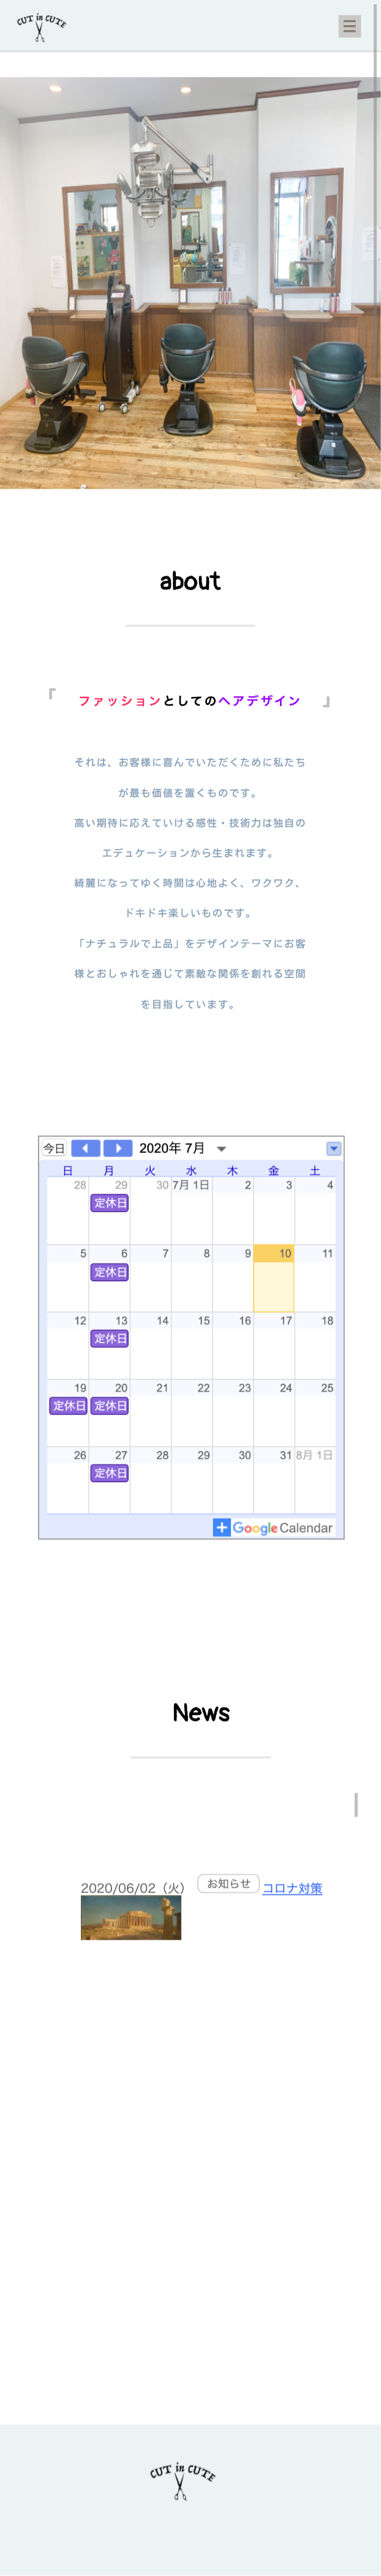 CUT in CUTE
about
『 ファッションとしてのヘアデザイン 』
それは、お客様に喜んでいただくために私たち
が最も価値を置くものです。
高い期待に応えていける感性・技術力は独自の
エデュケーションから生まれます。
綺麗になってゆく時間は心地よく、ワクワク、
ドキドキ楽しいものです。
「ナチュラルで上品」をデザインテーマにお客
様とおしゃれを通じて素敵な関係を創れる空間
を目指しています。
今日 2020年 7月
日 月 火 水 木 金 土
28 29 30 7月 1日 2 3 4
定休日
5 6 7 8 9 10 11
定休日
12 13 14 15 16 17 18
定休日
19 20 21 22 23 24 25
定休日 定休日
26 27 28 29 30 31 8月 1日
定休日
Google Calendar
News
2020/06/02（火） お知らせ コロナ対策
CUT in CUTE